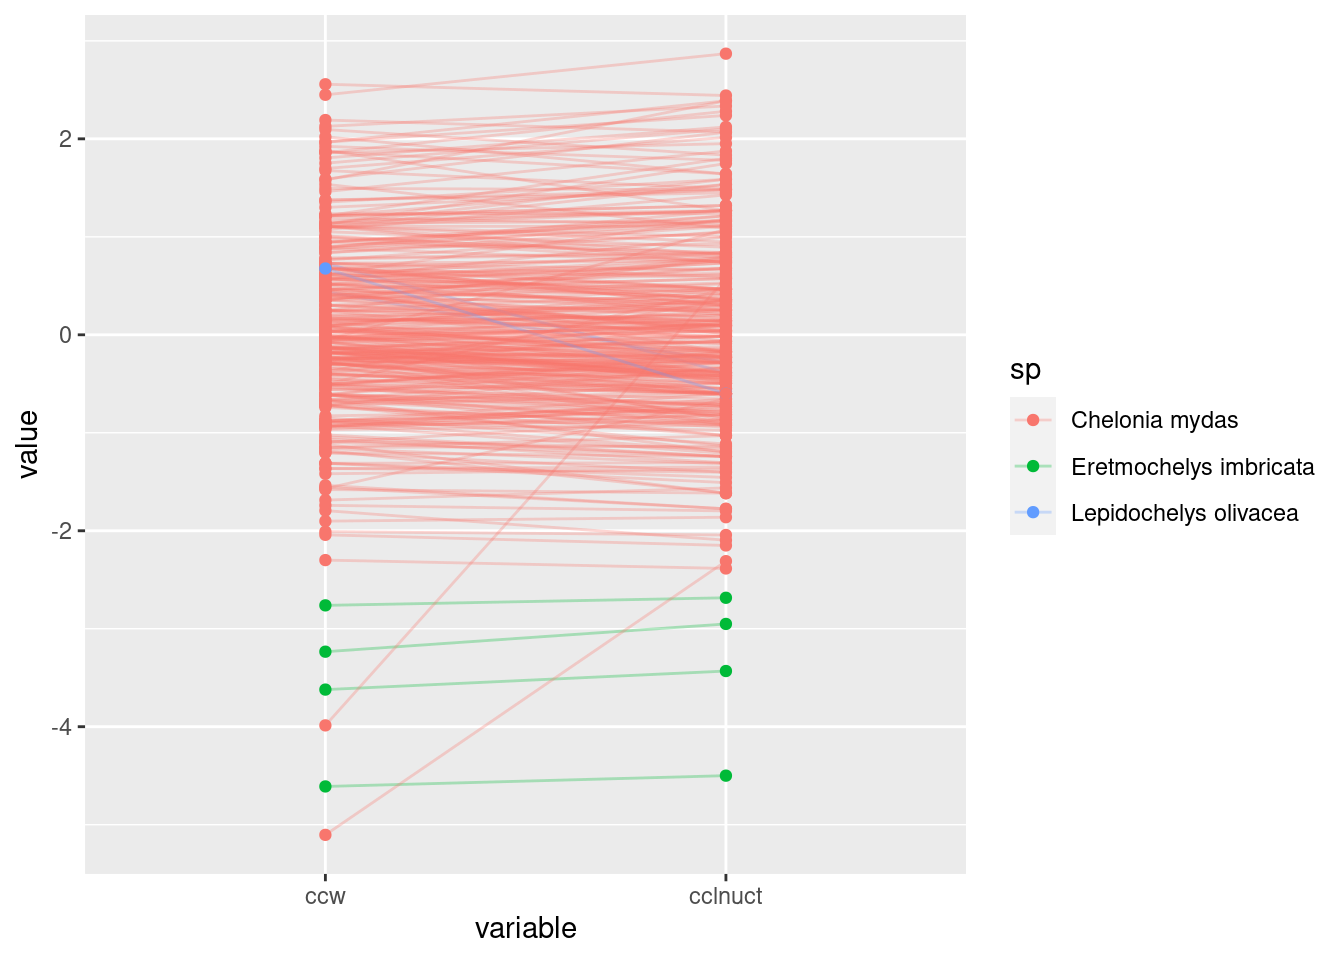 2
0
-2
-4
value
ccw
cclnuct
variable
sp
Chelonia mydas
Eretmochelys imbricata
Lepidochelys olivacea